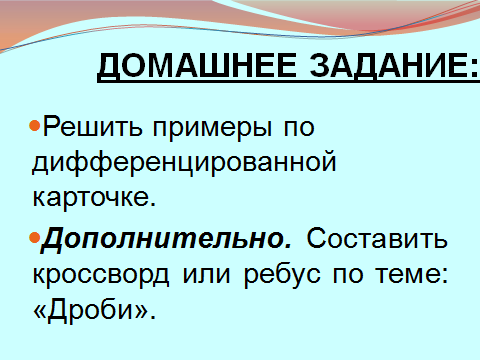 ДОМАШНЕЕ ЗАДАНИЕ:
•Решить примеры по
дифференцированной
карточке.
•Дополнительно. Составить
кроссворд или ребус по теме:
«Дроби».